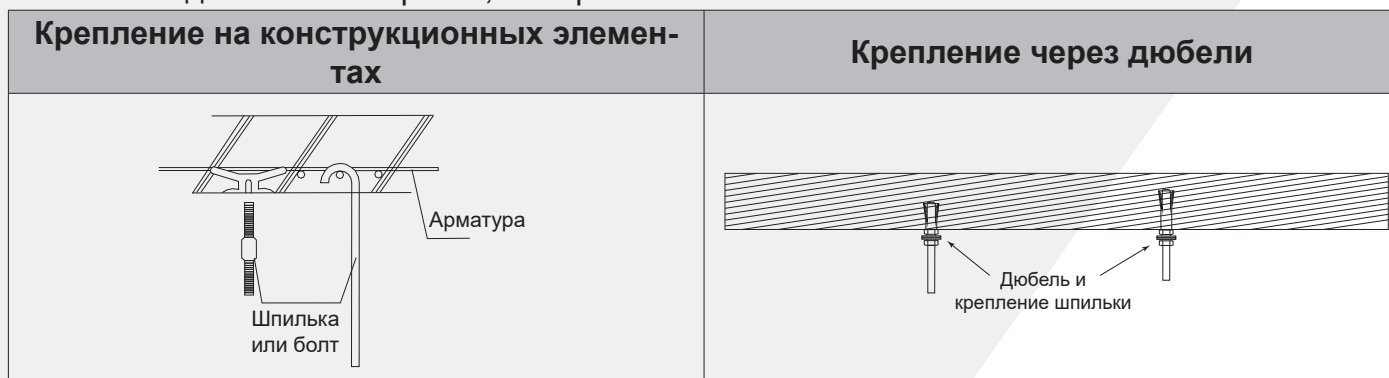 Крепление на конструкционных элемен-
тах
Крепление через дюбели
Арматура
Шпилька
или болт
Дюбель и
крепление шпильки